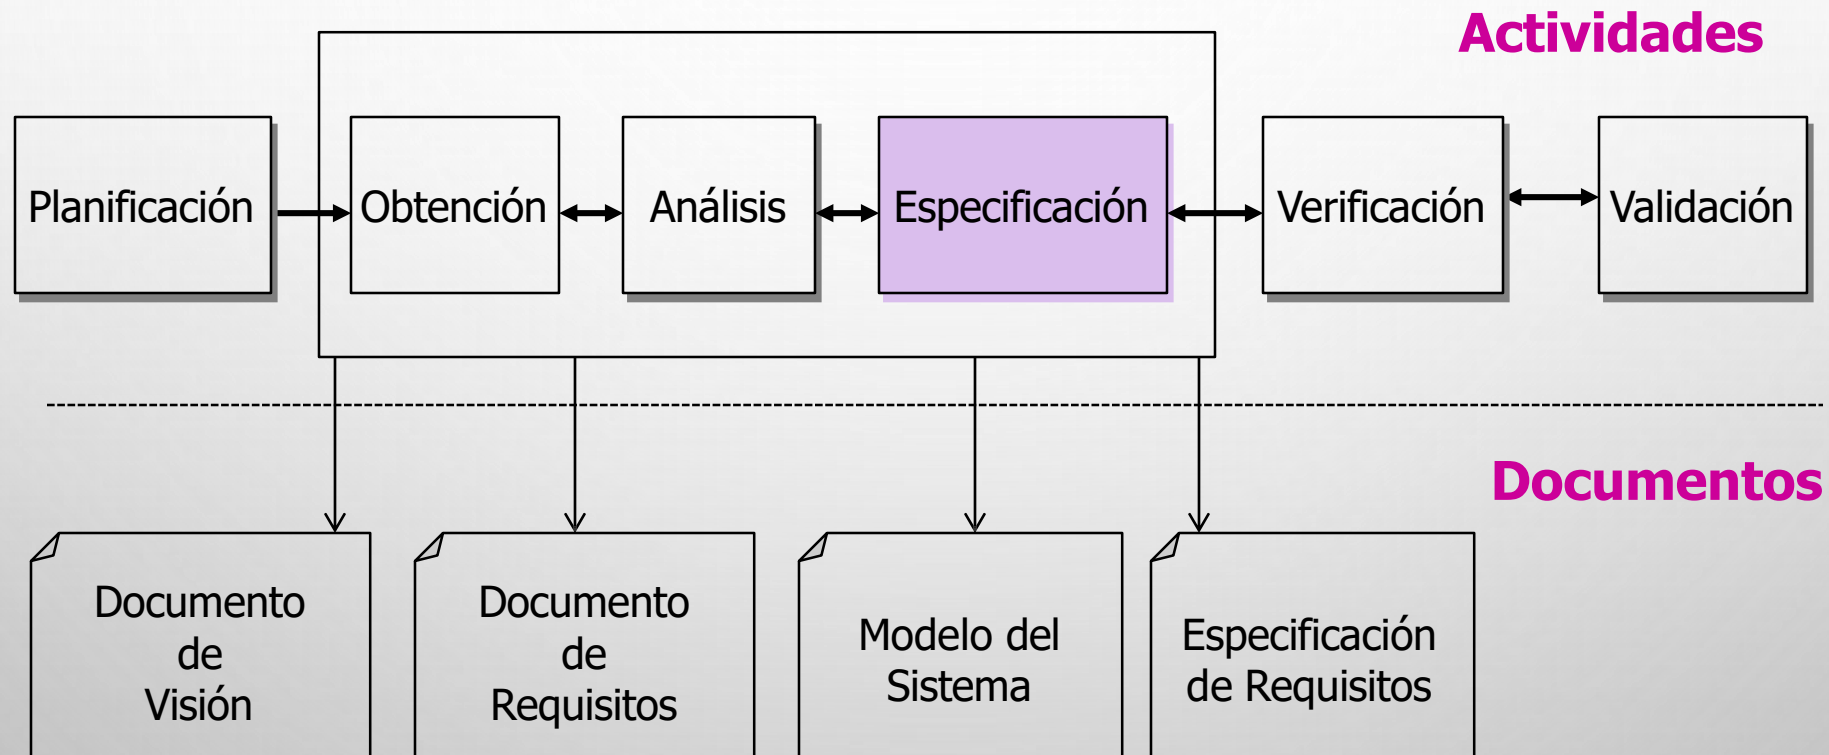 Actividades
Planificación
Obtención
Análisis
Especificación
Verificación
Validación
Documentos
Documento
de
Visión
Documento
de
Requisitos
Modelo del
Sistema
Especificación
de Requisitos